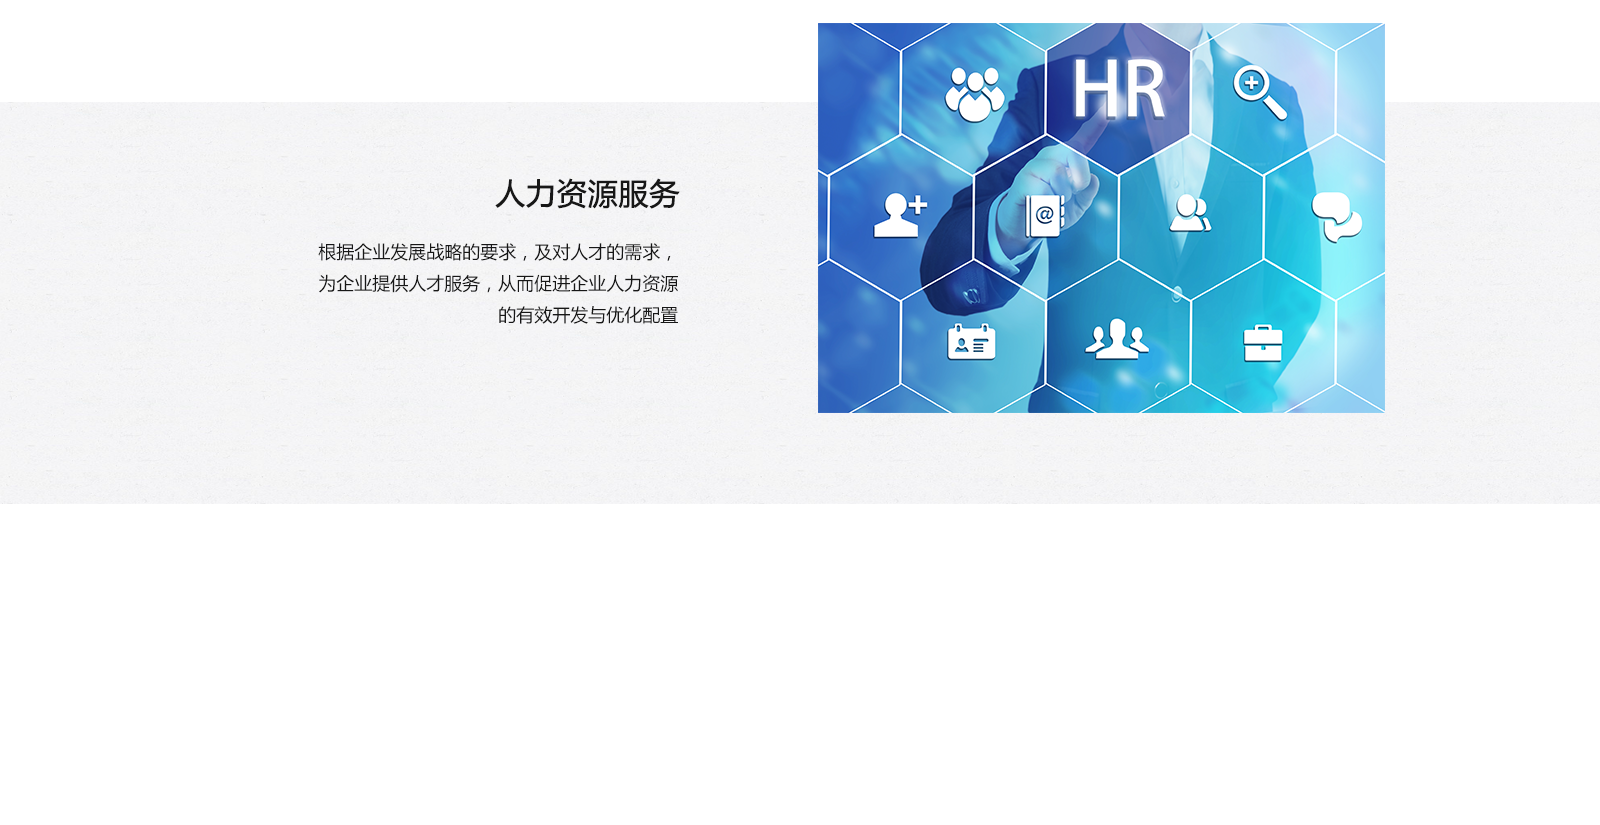 人力资源服务
根据企业发展战略的要求，及对人才的需求，
为企业提供人才服务，从而促进企业人力资源
的有效开发与优化配置
HR
@